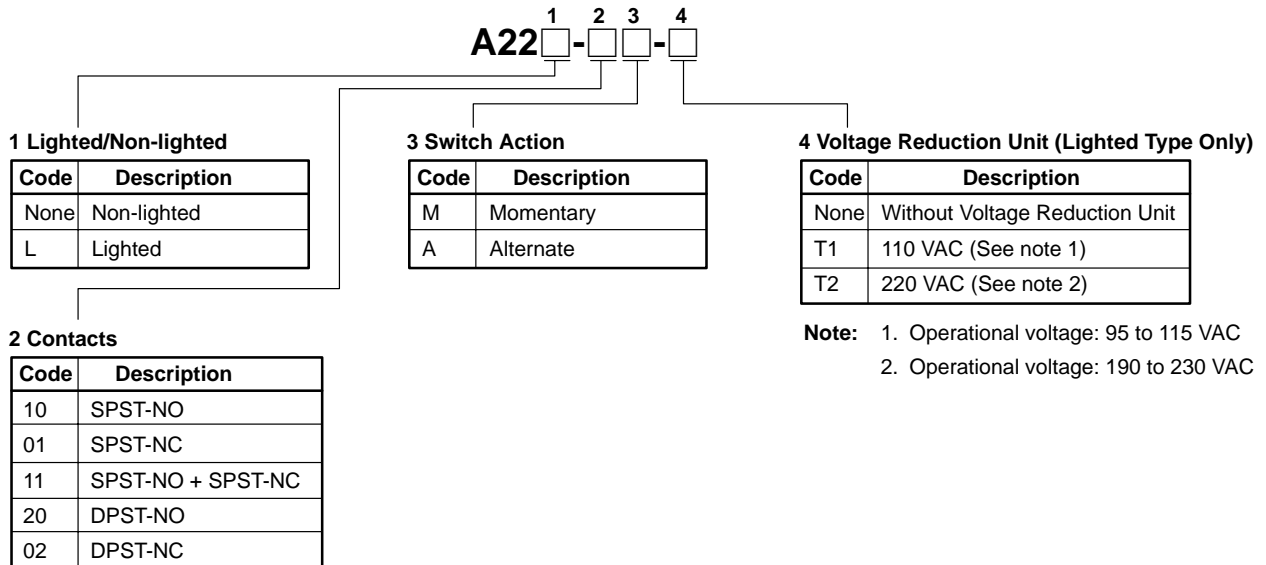 1 2 3 4
A22□-□□-□
1 Lighted/Non-lighted
Code Description
None Non-lighted
L Lighted
3 Switch Action
Code Description
M Momentary
A Alternate
4 Voltage Reduction Unit (Lighted Type Only)
Code Description
None Without Voltage Reduction Unit
T1 110 VAC (See note 1)
T2 220 VAC (See note 2)
Note: 1. Operational voltage: 95 to 115 VAC
2. Operational voltage: 190 to 230 VAC
2 Contacts
Code Description
10 SPST-NO
01 SPST-NC
11 SPST-NO + SPST-NC
20 DPST-NO
02 DPST-NC